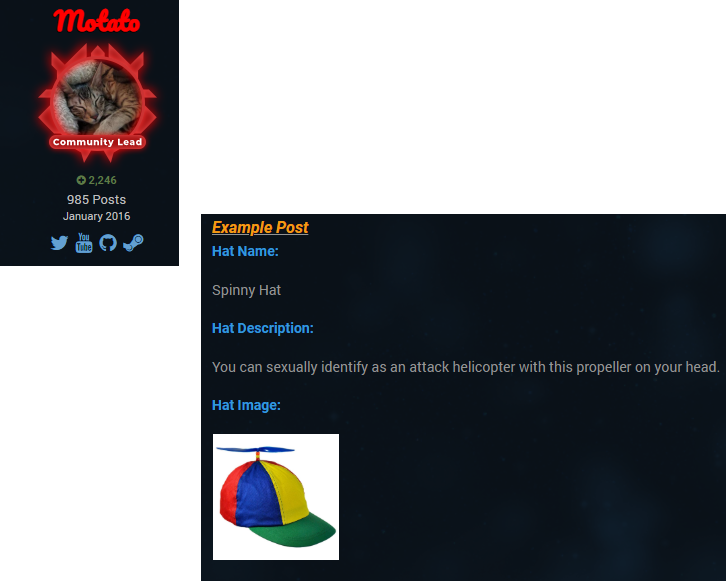 Motato
Community Lead
2,246
985 Posts
January 2016
You
Tube
Example Post
Hat Name:
Spinny Hat
Hat Description:
You can sexually identify as an attack helicopter with this propeller on your head.
Hat Image: